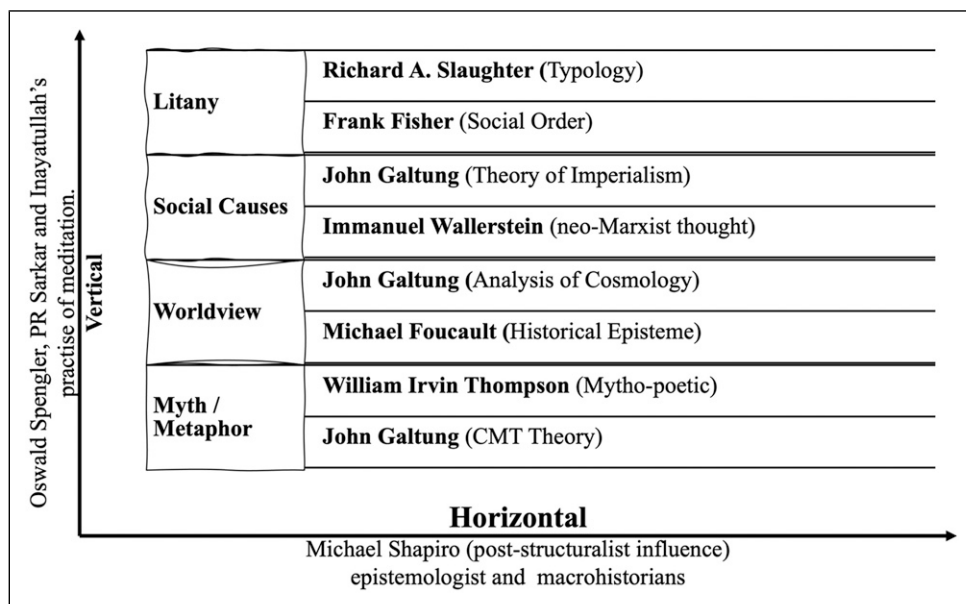 Oswald Spengler, PR Sarkar and Inayatullah's
practise of meditation.
Vertical
Litany
Richard A. Slaughter (Typology)
Frank Fisher (Social Order)
Social Causes
John Galtung (Theory of Imperialism)
Immanuel Wallerstein (neo-Marxist thought)
Worldview
John Galtung (Analysis of Cosmology)
Michael Foucault (Historical Episteme)
Myth /
Metaphor
William Irvin Thompson (Mytho-poetic)
John Galtung (CMT Theory)
Horizontal
Michael Shapiro (post-structuralist influence)
epistemologist and macrohistorians